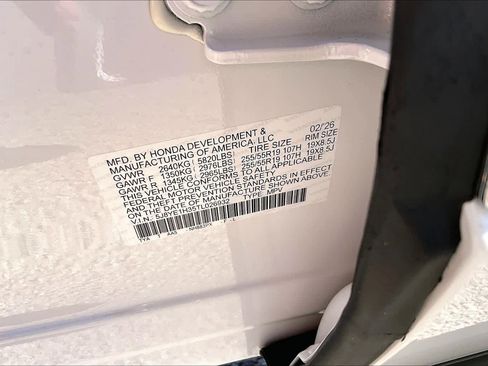 MFD. BY HONDA DEVELOPMENT & 02/'26
MANUFACTURING OF AMERICA, LLC
GVWR 2640KG 5820LBS TIRE SIZE RIM SIZE
GAWR F 1350KG 2976LBS 255/55R19 107H 19X8.5J
GAWR R 1345KG 2965LBS 255/55R19 107H 19X8.5J
THIS VEHICLE CONFORMS TO ALL APPLICABLE
FEDERAL MOTOR VEHICLE SAFETY
STANDARDS IN EFFECT
ON THE DATE OF MANUFACTURE SHOWN ABOVE.
V.I.N. TYPE MPV
TYA AAS